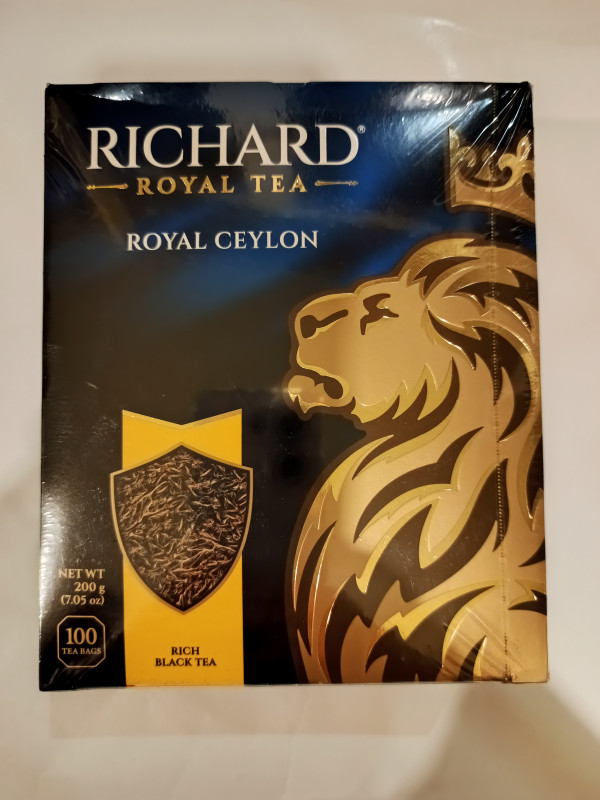 RICHARD®
ROYAL TEA
ROYAL CEYLON
NET WT
200 g
(7.05 oz)
100
TEA BAGS
RICH
BLACK TEA